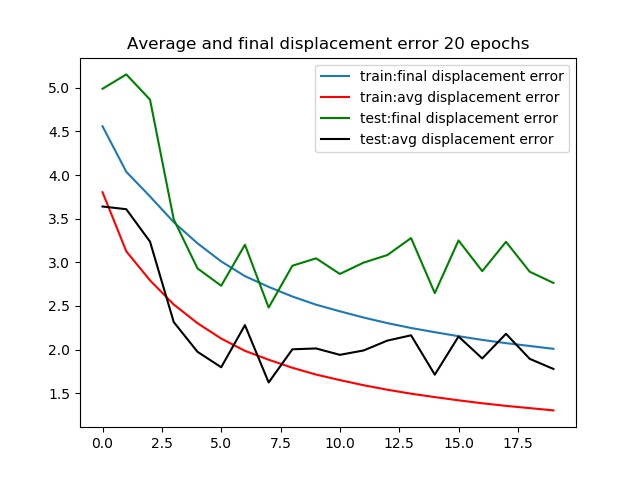 Average and final displacement error 20 epochs
train:final displacement error
train:avg displacement error
test:final displacement error
test:avg displacement error
5.0
4.5
4.0
3.5
3.0
2.5
2.0
1.5
0.0 2.5 5.0 7.5 10.0 12.5 15.0 17.5